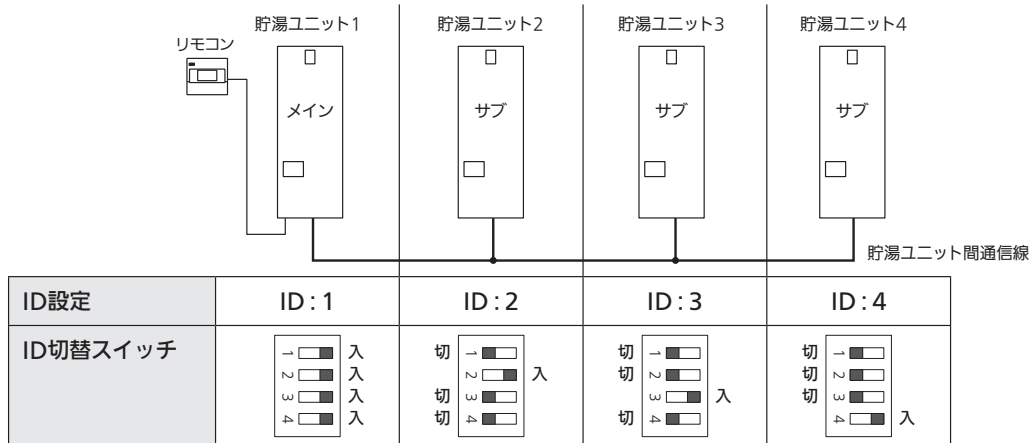 貯湯ユニット1 貯湯ユニット2 貯湯ユニット3 貯湯ユニット4
リモコン
メイン サブ サブ サブ
貯湯ユニット間通信線
ID設定 ID:1 ID:2 ID:3 ID:4
ID切替スイッチ
1 入 切 1 切 1 切 1
2 入 2 入 切 2 切 2
3 入 切 3 3 入 切 3
4 入 切 4 切 4 4 入